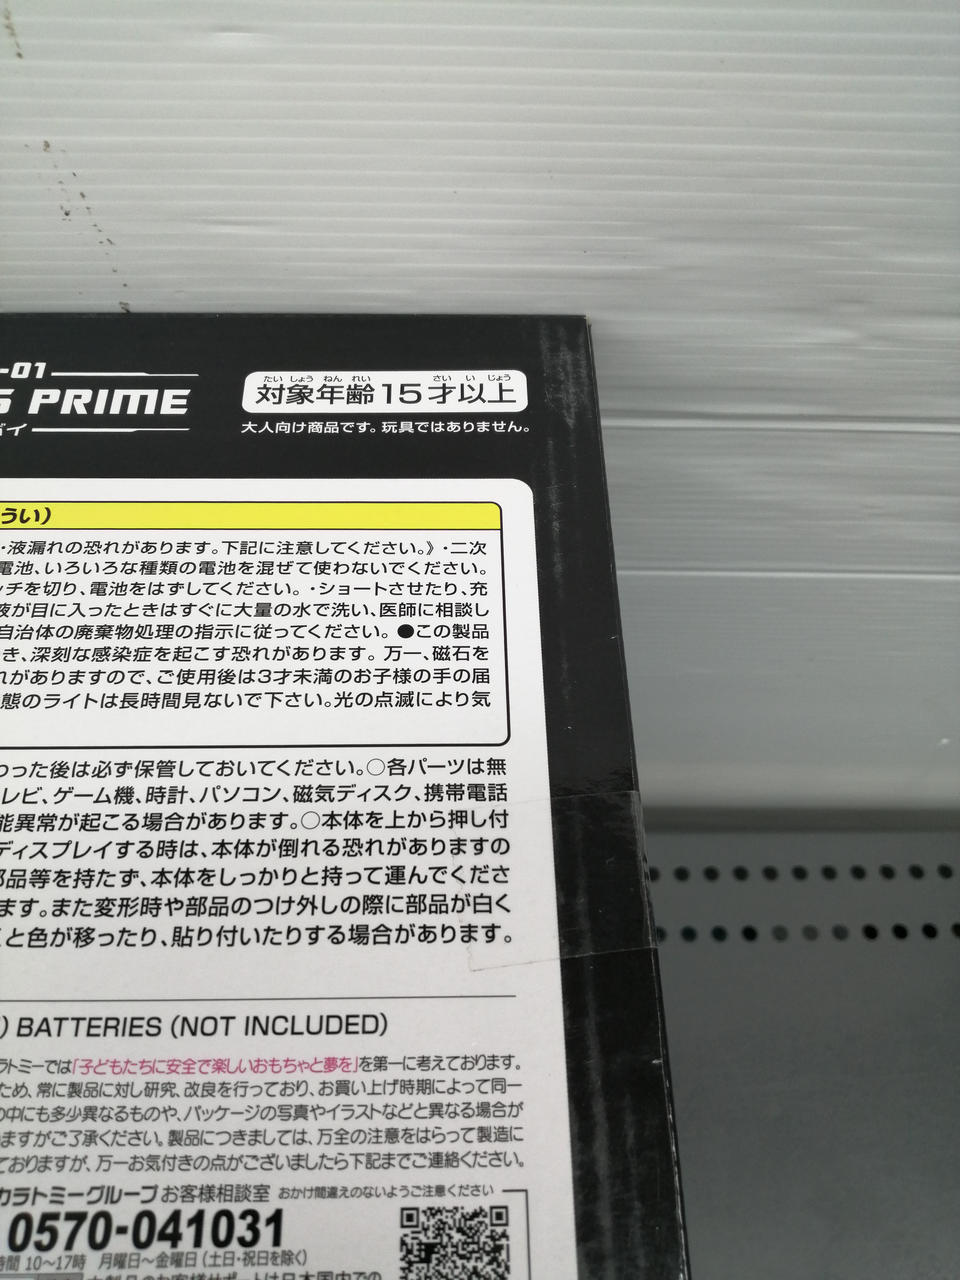 -01
S PRIME
ガイ
たい しょう ねん れい さい い じょう
対象年齢15才以上
大人向け商品です。玩具ではありません。
うい）
・液漏れの恐れがあります。下記に注意してください。》・二次
電池、いろいろな種類の電池を混ぜて使わないでください。
ッチを切り、電池をはずしてください。・ショートさせたり、充
液が目に入ったときはすぐに大量の水で洗い、医師に相談し
自治体の廃棄物処理の指示に従ってください。●この製品
き、深刻な感染症を起こす恐れがあります。万一、磁石を
れがありますので、ご使用後は3才未満のお子様の手の届
態のライトは長時間見ないで下さい。光の点滅により気
わった後は必ず保管しておいてください。○各パーツは無
レビ、ゲーム機、時計、パソコン、磁気ディスク、携帯電話
能異常が起こる場合があります。○本体を上から押し付
ディスプレイする時は、本体が倒れる恐れがありますの
部品等を持たず、本体をしっかりと持って運んでくださ
ます。また変形時や部品のつけ外しの際に部品が白く
くと色が移ったり、貼り付いたりする場合があります。
) BATTERIES (NOT INCLUDED)
ラトミーでは「子どもたちに安全で楽しいおもちゃと夢を」を第一に考えております。
ため、常に製品に対し研究、改良を行っており、お買い上げ時期によって同一
の中にも多少異なるものや、パッケージの写真やイラストなどと異なる場合が
ますがご了承ください。製品につきましては、万全の注意をはらって製造に
ておりますが、万一お気付きの点がございましたら下記までご連絡ください。
カラトミーグループお客様相談室 おかけ間違えのないようご注意ください
0570-041031
時間 10〜17時 月曜日〜金曜日（土日・祝日を除く）
本製品のお客様サポートは日本国内での